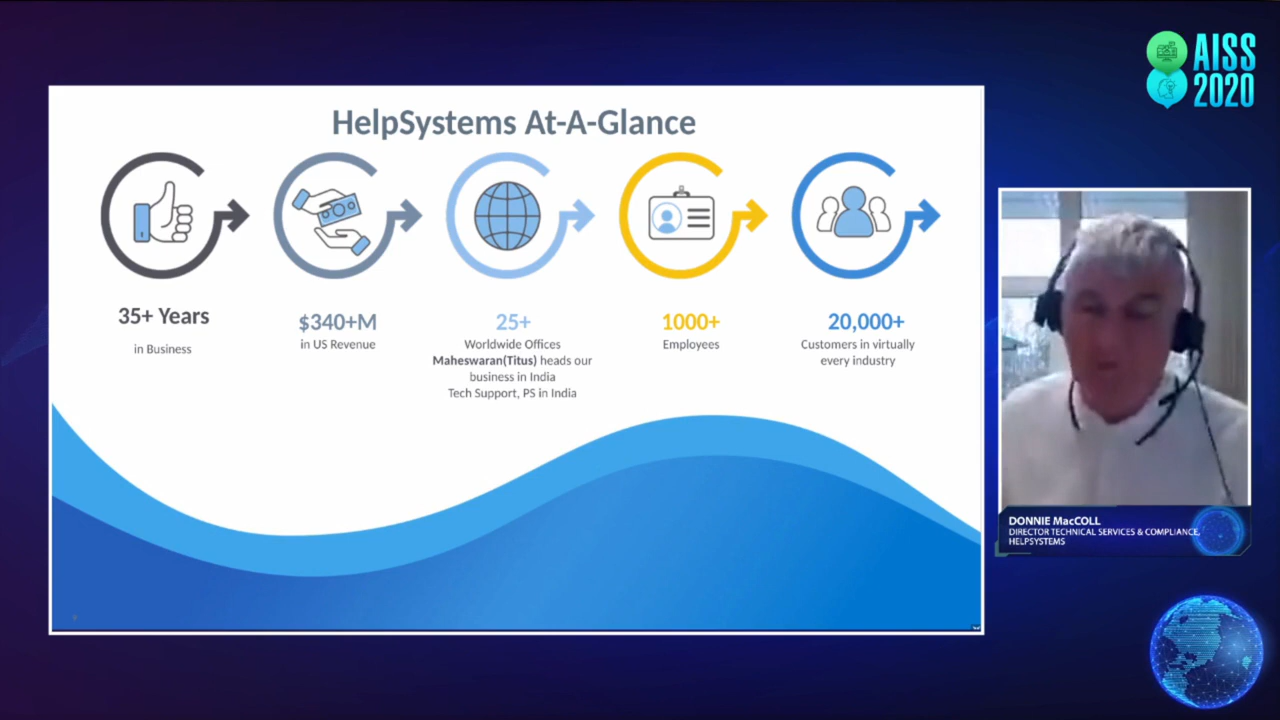 AISS
2020
HelpSystems At-A-Glance
35+ Years
in Business
$340+M
in US Revenue
25+
Worldwide Offices
Maheswaran(Titus) heads our
business in India
Tech Support, PS in India
1000+
Employees
20,000+
Customers in virtually
every industry
DONNIE MacCOLL
DIRECTOR TECHNICAL SERVICES & COMPLIANCE,
HELPSYSTEMS